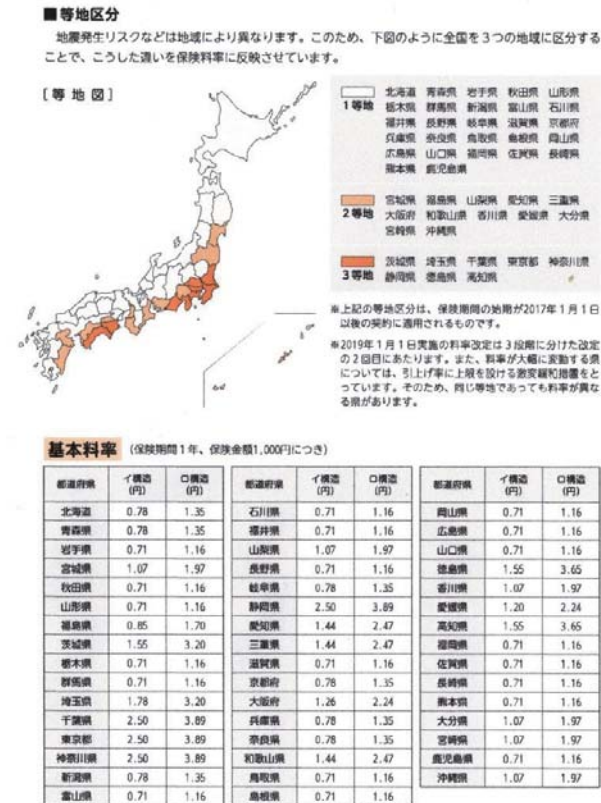 ■等地区分
地震発生リスクなどは地域により異なります。このため、下図のように全国を3つの地域に区分する
ことで、こうした違いを保険料率に反映させています。
[等 地 図]
1等地
北海道 青森県 岩手県 秋田県 山形県
栃木県 群馬県 新潟県 富山県 石川県
福井県 長野県 岐阜県 滋賀県 京都府
兵庫県 奈良県 鳥取県 島根県 岡山県
広島県 山口県 福岡県 佐賀県 長崎県
熊本県 鹿児島県
2等地
宮城県 福島県 山梨県 愛知県 三重県
大阪府 和歌山県 香川県 愛媛県 大分県
宮崎県 沖縄県
3等地
茨城県 埼玉県 千葉県 東京都 神奈川県
静岡県 徳島県 高知県
※上記の等地区分は、保険期間の始期が2017年1月1日
以後の契約に適用されるものです。
※2019年1月1日実施の料率改定は3段階に分けた改定
の2回目にあたります。また、料率が大幅に変動する県
については、引上げ率に上限を設ける激変緩和措置をと
っています。そのため、同じ等地であっても料率が異な
る県があります。
基本料率 (保険期間1年、保険金額1,000円につき)
都道府県 イ構造(円) ロ構造(円)
北海道 0.78 1.35
青森県 0.78 1.35
岩手県 0.71 1.16
宮城県 1.07 1.97
秋田県 0.71 1.16
山形県 0.71 1.16
福島県 0.85 1.70
茨城県 1.55 3.20
栃木県 0.71 1.16
群馬県 0.71 1.16
埼玉県 1.78 3.20
千葉県 2.50 3.89
東京都 2.50 3.89
神奈川県 2.50 3.89
新潟県 0.78 1.35
富山県 0.71 1.16
都道府県 イ構造(円) ロ構造(円)
石川県 0.71 1.16
福井県 0.71 1.16
山梨県 1.07 1.97
長野県 0.71 1.16
岐阜県 0.78 1.35
静岡県 2.50 3.89
愛知県 1.44 2.47
三重県 1.44 2.47
滋賀県 0.71 1.16
京都府 0.78 1.35
大阪府 1.26 2.24
兵庫県 0.78 1.35
奈良県 0.78 1.35
和歌山県 1.44 2.47
鳥取県 0.71 1.16
島根県 0.71 1.16
都道府県 イ構造(円) ロ構造(円)
岡山県 0.71 1.16
広島県 0.71 1.16
山口県 0.71 1.16
徳島県 1.55 3.65
香川県 1.07 1.97
愛媛県 1.20 2.24
高知県 1.55 3.65
福岡県 0.71 1.16
佐賀県 0.71 1.16
長崎県 0.71 1.16
熊本県 0.71 1.16
大分県 1.07 1.97
宮崎県 1.07 1.97
鹿児島県 0.71 1.16
沖縄県 1.07 1.97